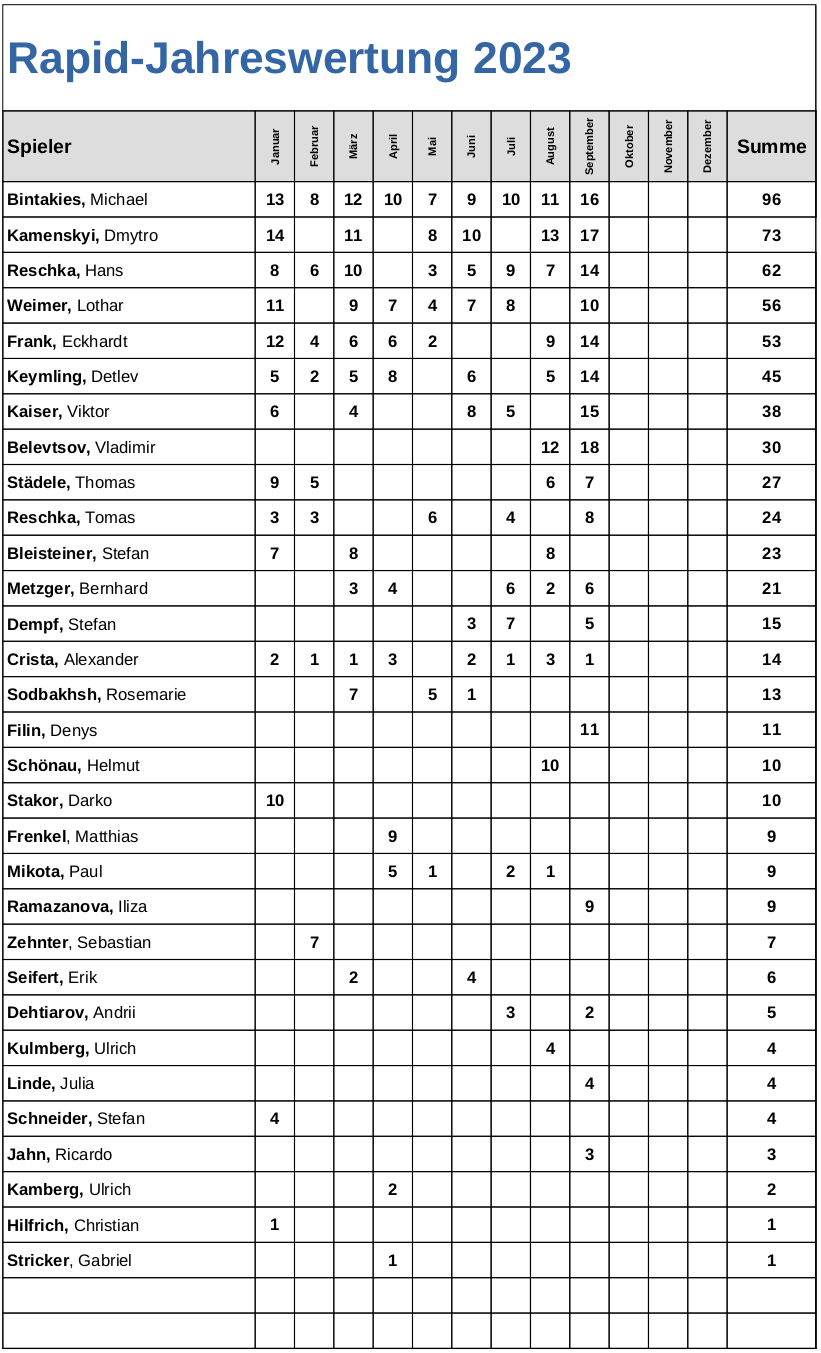 Rapid-Jahreswertung 2023
Spieler Januar Februar März April Mai Juni Juli August September Oktober November Dezember Summe
Bintakies, Michael 13 8 12 10 7 9 10 11 16 96
Kamenskyi, Dmytro 14 11 8 10 13 17 73
Reschka, Hans 8 6 10 3 5 9 7 14 62
Weimer, Lothar 11 9 7 4 7 8 10 56
Frank, Eckhardt 12 4 6 6 2 9 14 53
Keymling, Detlev 5 2 5 8 6 5 14 45
Kaiser, Viktor 6 4 8 5 15 38
Belevtsov, Vladimir 12 18 30
Städele, Thomas 9 5 6 7 27
Reschka, Tomas 3 3 6 4 8 24
Bleisteiner, Stefan 7 8 8 23
Metzger, Bernhard 3 4 6 2 6 21
Dempf, Stefan 3 7 5 15
Crista, Alexander 2 1 1 3 2 1 3 1 14
Sodbakhsh, Rosemarie 7 5 1 13
Filin, Denys 11 11
Schönau, Helmut 10 10
Stakor, Darko 10 10
Frenkel, Matthias 9 9
Mikota, Paul 5 1 2 1 9
Ramazanova, Iliza 9 9
Zehnter, Sebastian 7 7
Seifert, Erik 2 4 6
Dehtiarov, Andrii 3 2 5
Kulmberg, Ulrich 4 4
Linde, Julia 4 4
Schneider, Stefan 4 4
Jahn, Ricardo 3 3
Kamberg, Ulrich 2 2
Hilfrich, Christian 1 1
Stricker, Gabriel 1 1